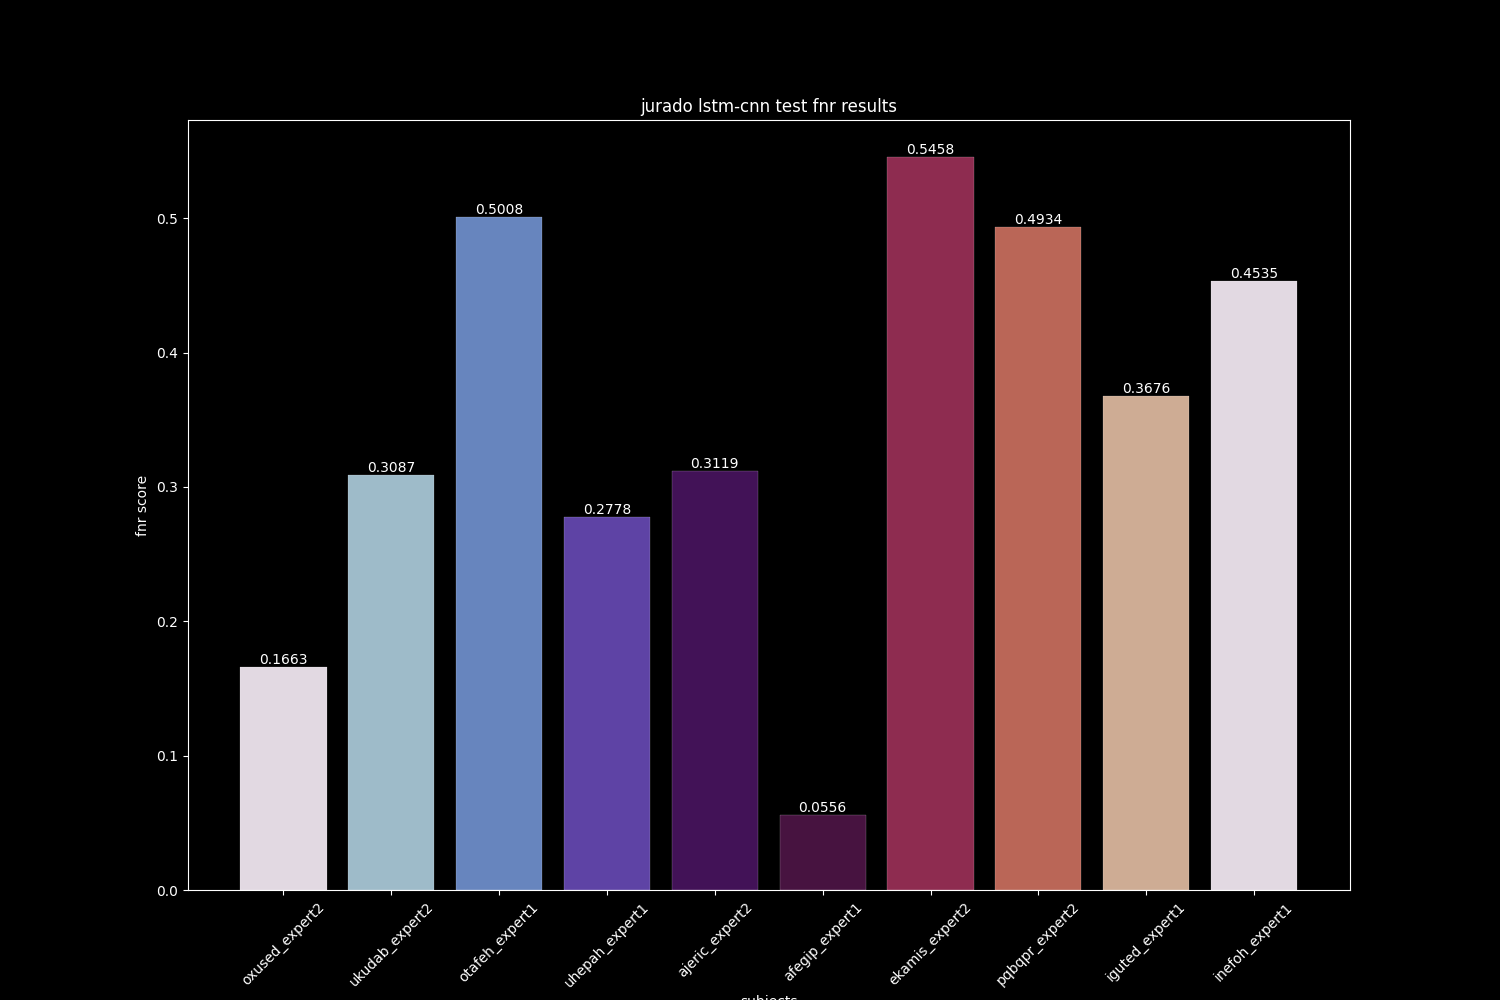 jurado lstm-cnn test fnr results
0.5458
0.5008
0.4934
0.4535
0.3676
0.3119
0.3087
0.2778
0.1663
0.0556
0.5
0.4
0.3
0.2
0.1
0.0
fnr score
oxused_expert2
ukudab_expert2
otafeh_expert1
uhepah_expert1
ajeric_expert2
afegip_expert1
ekamis_expert2
pqbqpr_expert2
iguted_expert1
inefoh_expert1
subjects